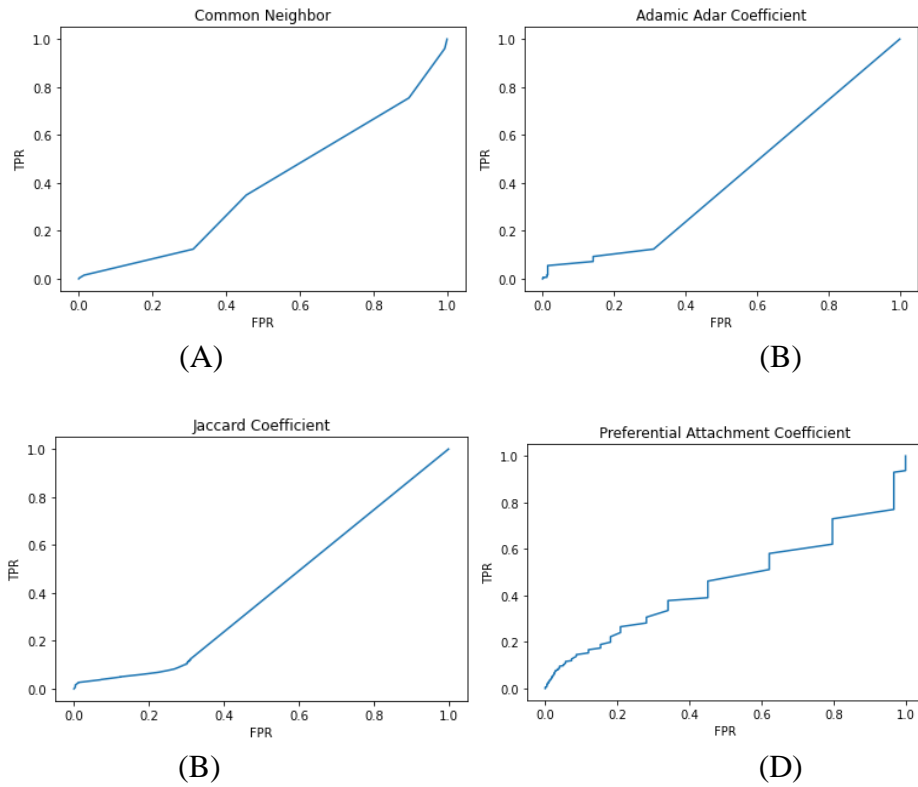 Common Neighbor
1.0
0.8
0.6
0.4
0.2
0.0
TPR
0.0 0.2 0.4 0.6 0.8 1.0
FPR
(A)
Adamic Adar Coefficient
1.0
0.8
0.6
0.4
0.2
0.0
TPR
0.0 0.2 0.4 0.6 0.8 1.0
FPR
(B)
Jaccard Coefficient
1.0
0.8
0.6
0.4
0.2
0.0
TPR
0.0 0.2 0.4 0.6 0.8 1.0
FPR
(B)
Preferential Attachment Coefficient
1.0
0.8
0.6
0.4
0.2
0.0
TPR
0.0 0.2 0.4 0.6 0.8 1.0
FPR
(D)